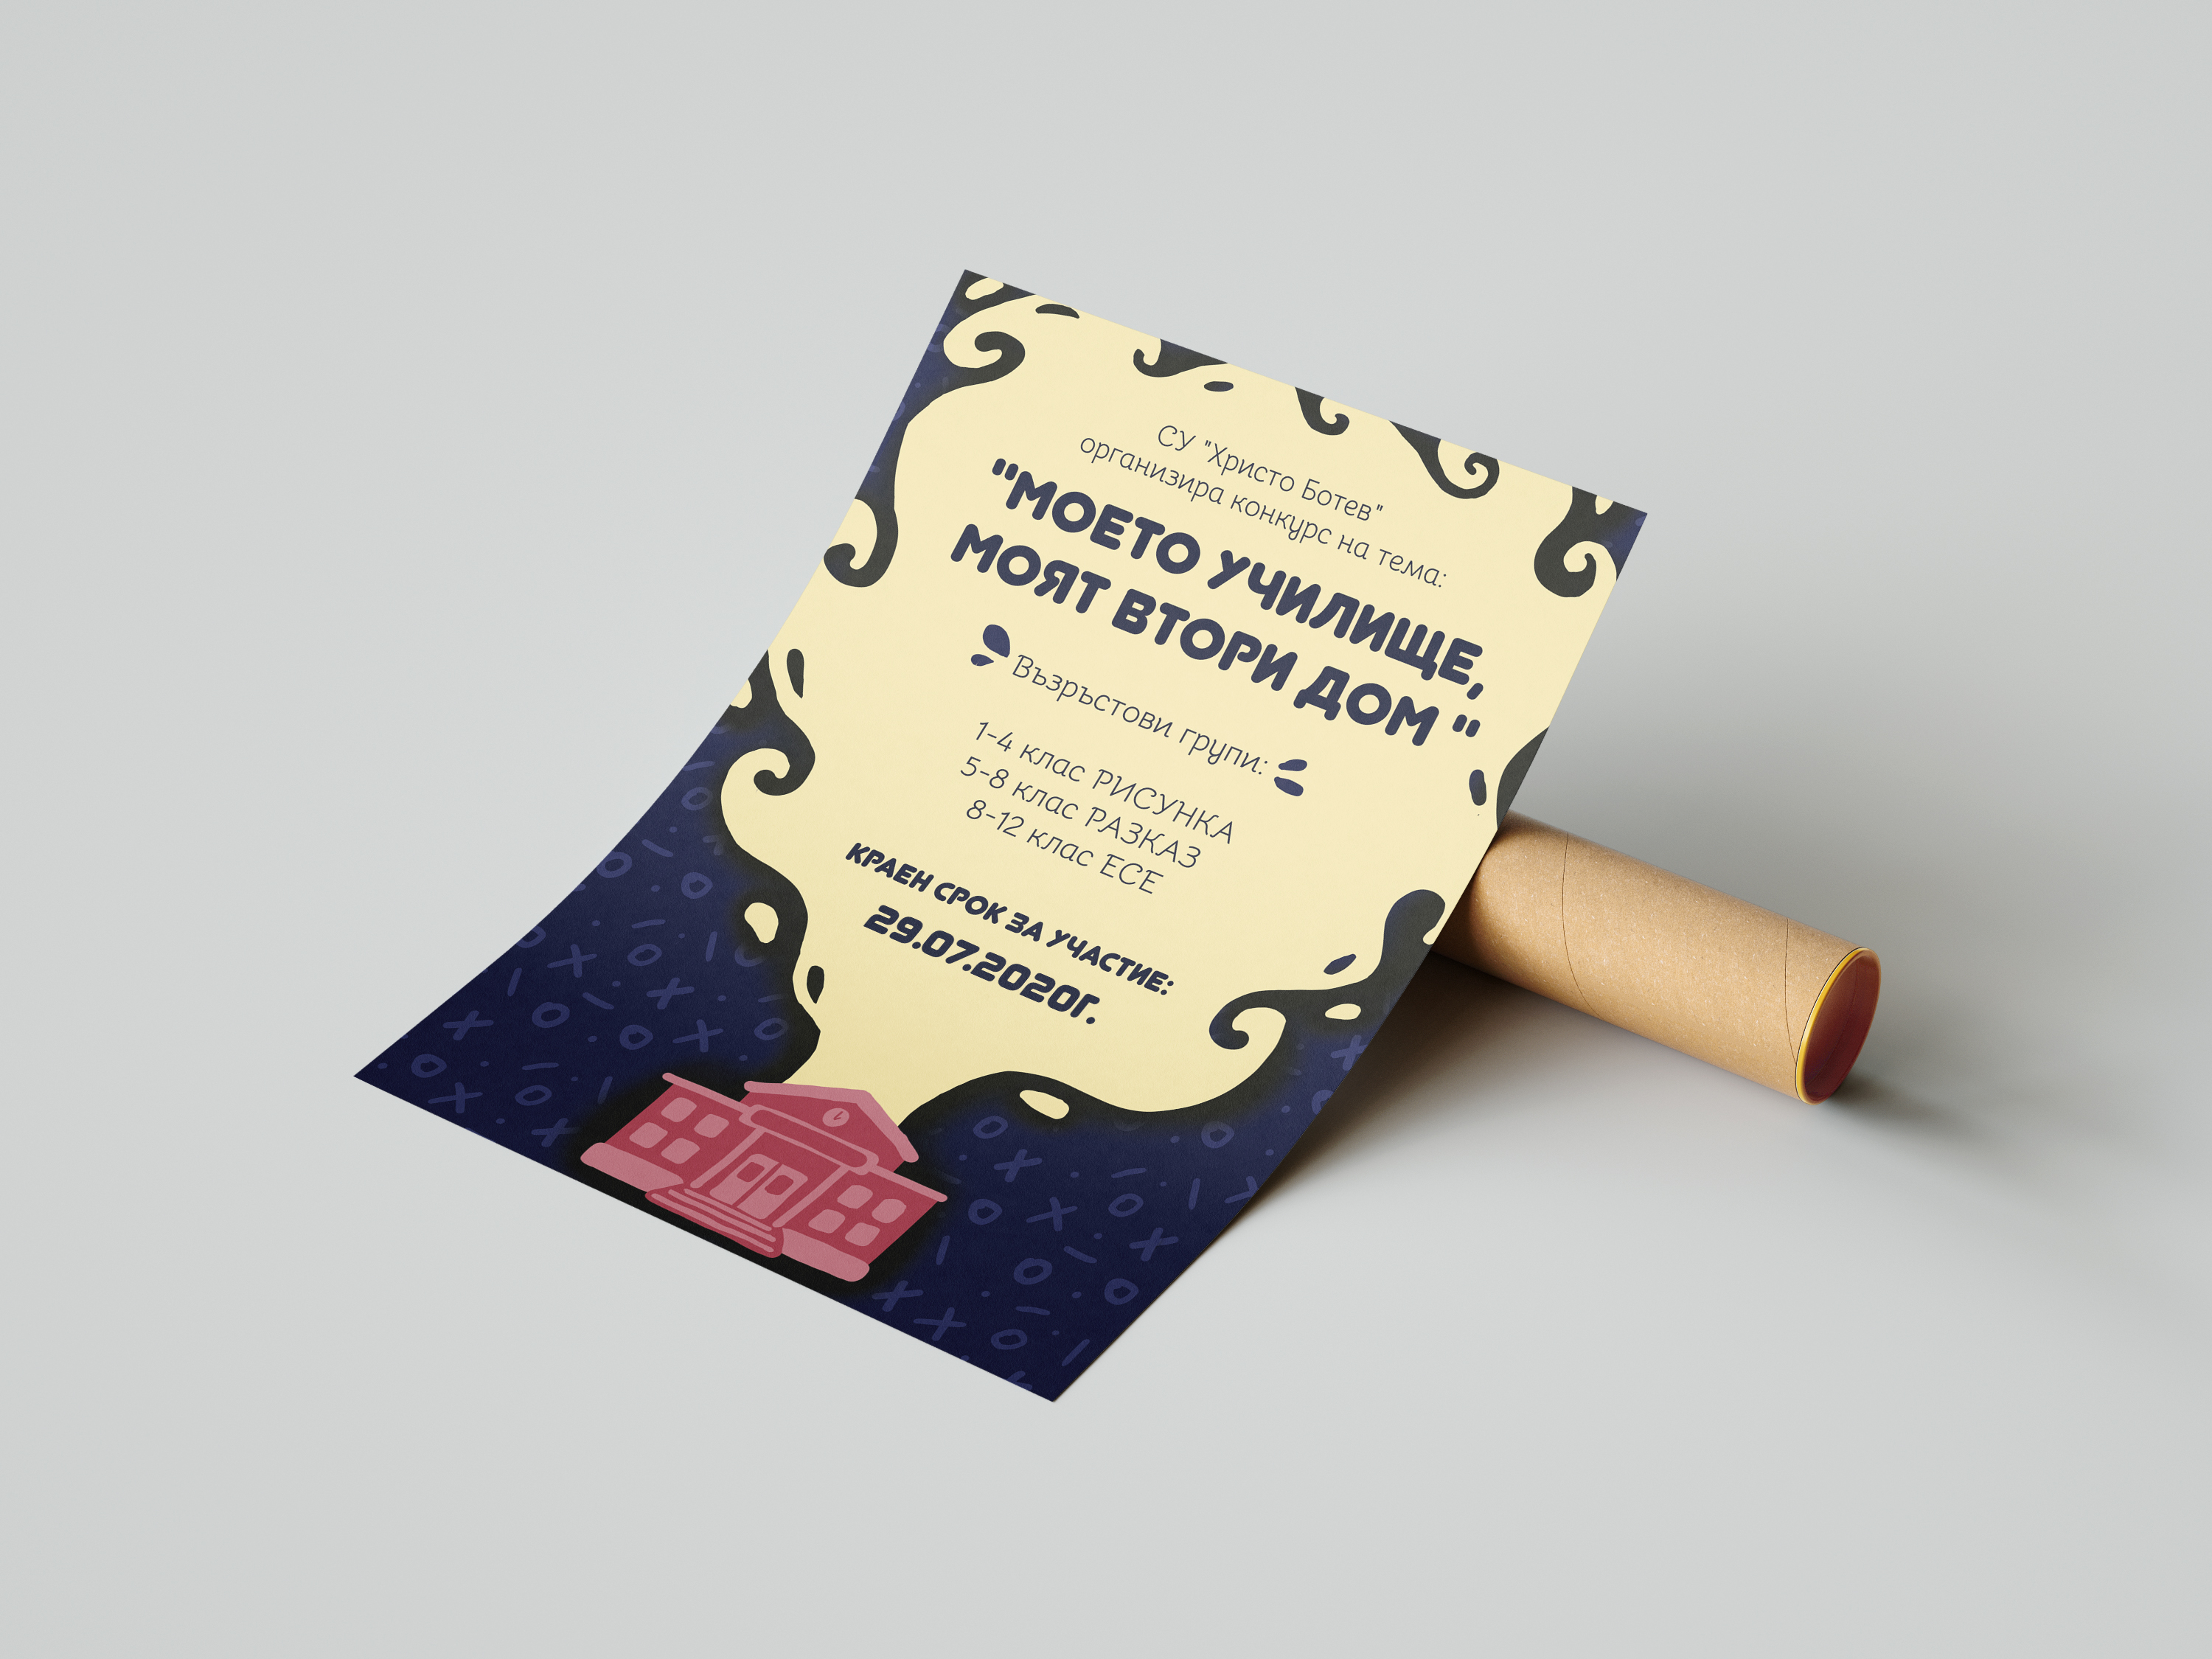 СУ "Христо Ботев"
организира конкурс на тема:
"МОЕТО УЧИЛИЩЕ,
МОЯТ ВТОРИ ДОМ "
Възръстови групи:
1-4 клас РИСУНКА
5-8 клас РАЗКАЗ
8-12 клас ЕСЕ
КРАЕН СРОК ЗА УЧАСТИЕ:
29.07.2020Г.